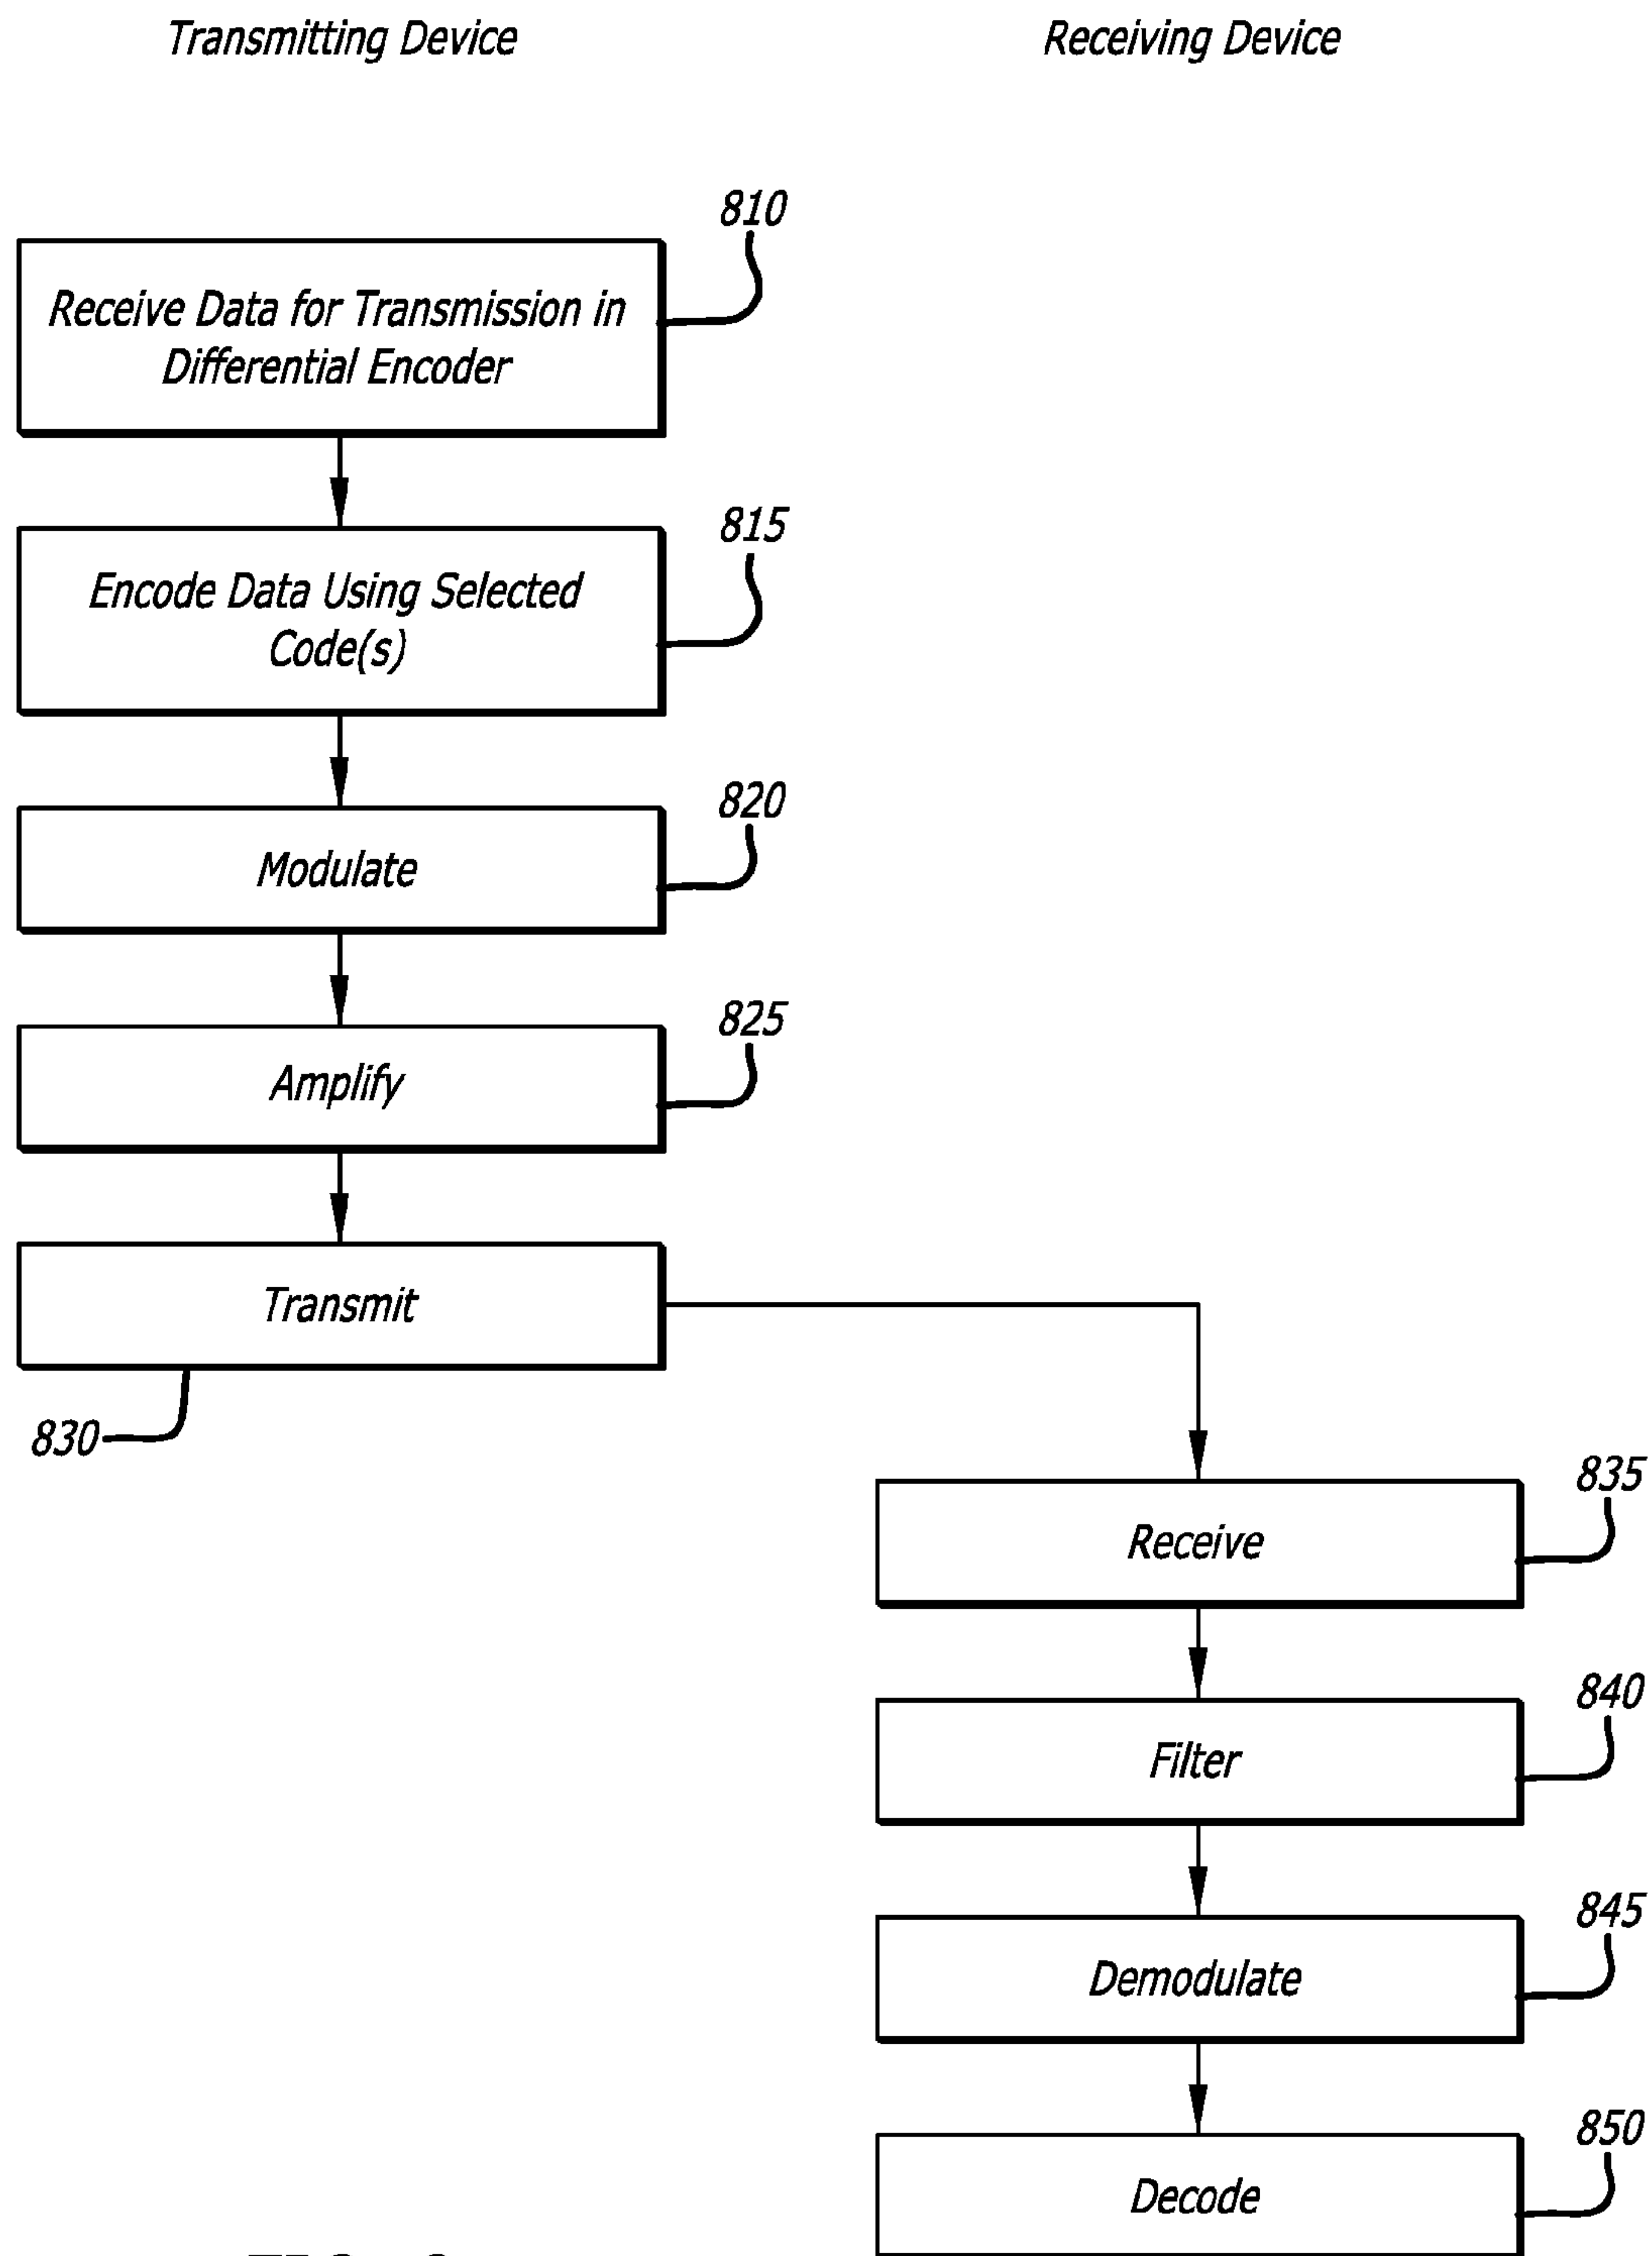 Transmitting Device
Receiving Device
810
Receive Data for Transmission in
Differential Encoder
815
Encode Data Using Selected
Code(s)
820
Modulate
825
Amplify
Transmit
830
835
Receive
840
Filter
845
Demodulate
850
Decode